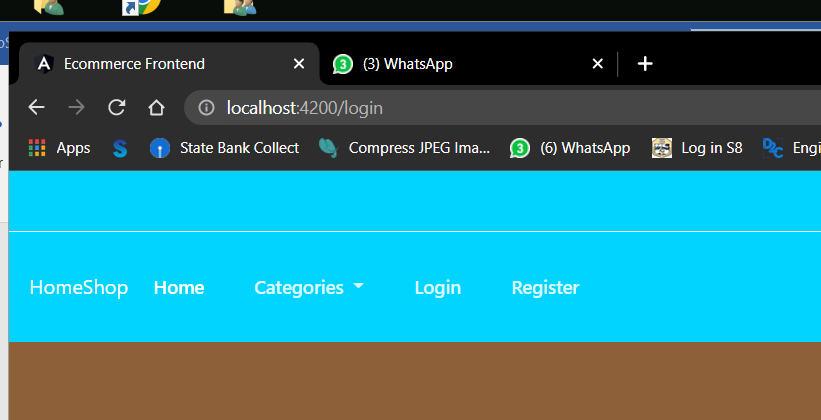 Ecommerce Frontend
(3) WhatsApp
localhost:4200/login
Apps
State Bank Collect
Compress JPEG Ima...
(6) WhatsApp
Log in S8
Engi
HomeShop Home Categories Login Register